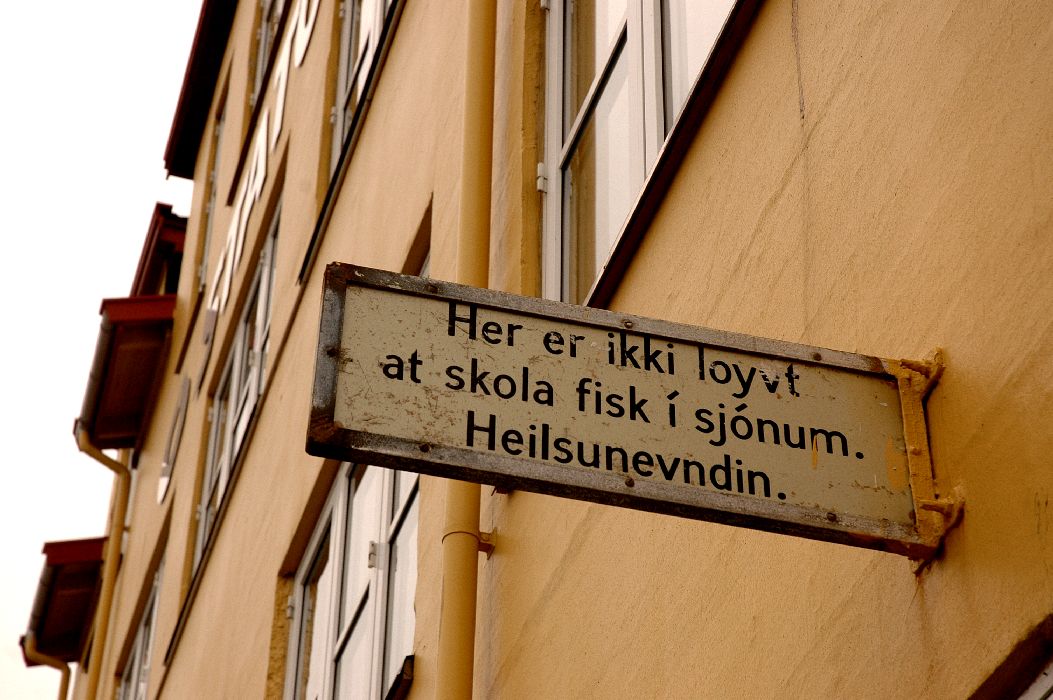 Her er ikki loyvt
at skola fisk í sjónum.
Heilsunevndin.